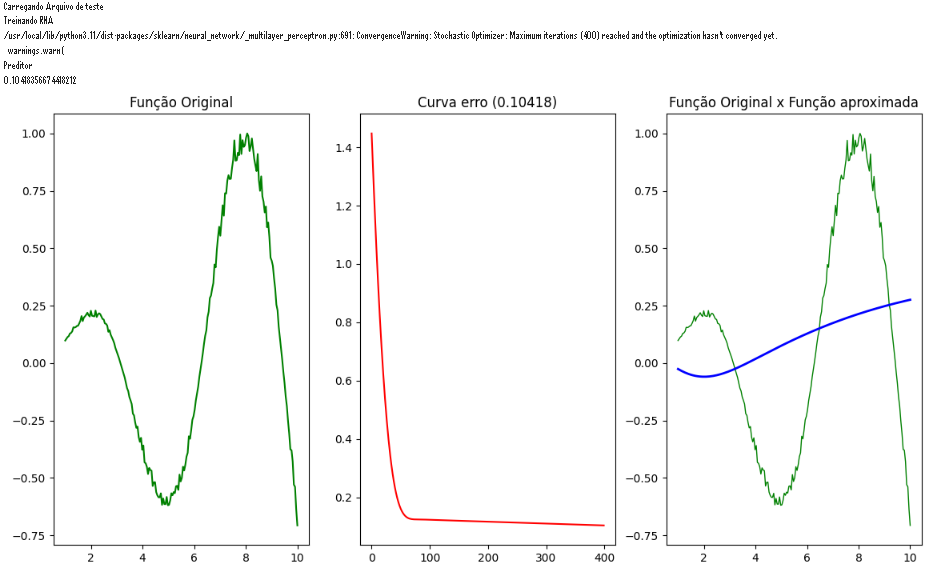 Carregando Arquivo de teste
Treinando RNA
/usr/local/lib/python3.11/dist-packages/sklearn/neural_network/_multilayer_perceptron.py:691: ConvergenceWarning: Stochastic Optimizer: Maximum iterations (400) reached and the optimization hasn't converged yet.
warnings.warn(
Preditor
0.10418356674418212
Função Original
Curva erro (0.10418)
Função Original x Função aproximada
1.00
0.75
0.50
0.25
0.00
−0.25
−0.50
−0.75
2 4 6 8 10
1.4
1.2
1.0
0.8
0.6
0.4
0.2
0 100 200 300 400
1.00
0.75
0.50
0.25
0.00
−0.25
−0.50
−0.75
2 4 6 8 10